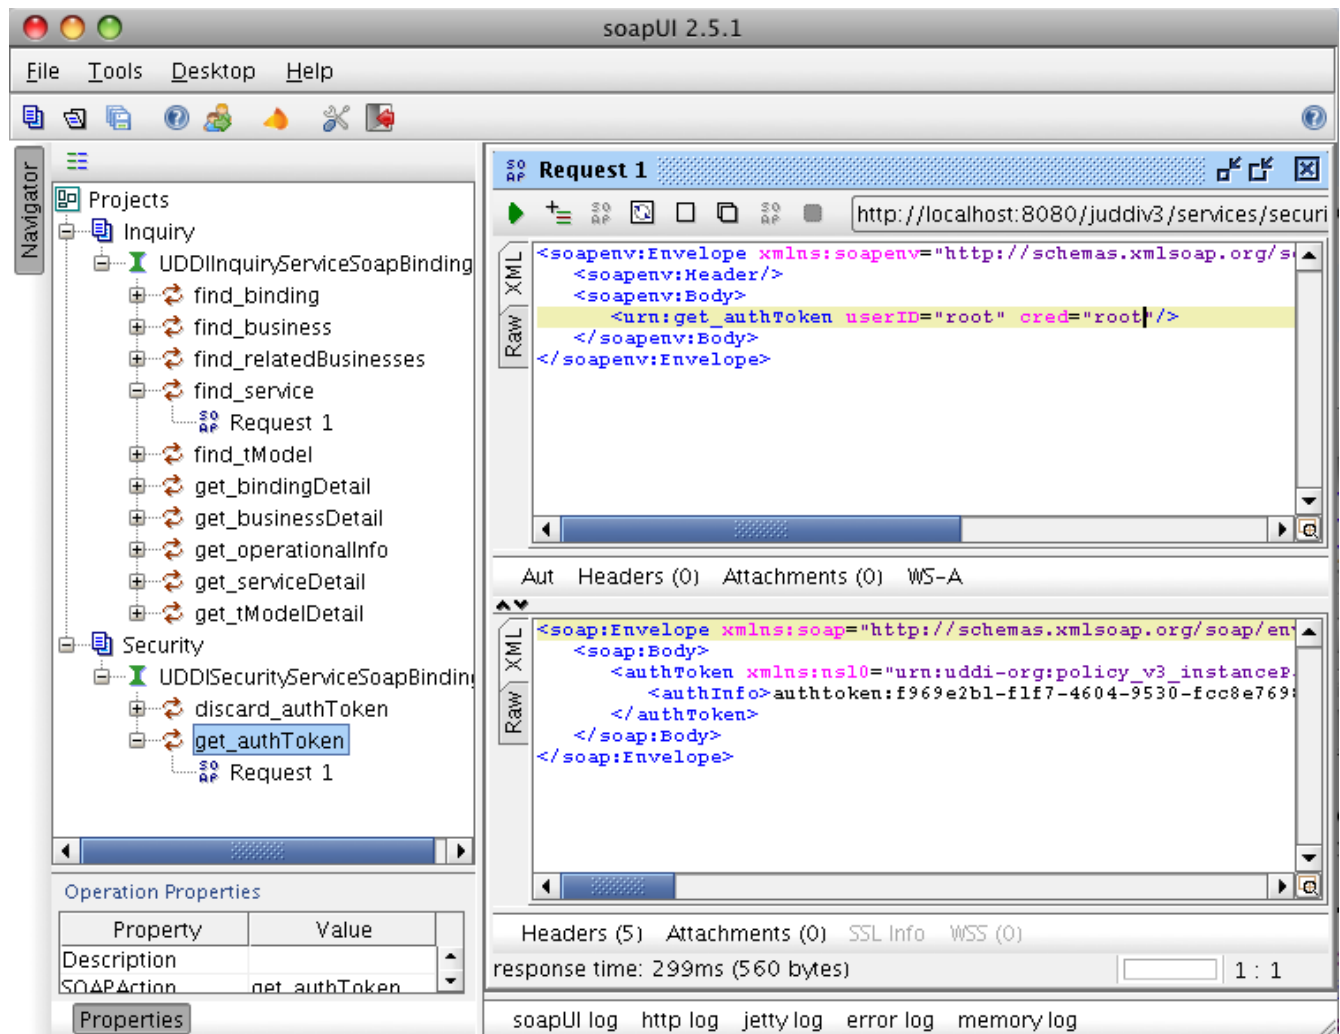 soapUI 2.5.1
File Tools Desktop Help
Navigator
Projects
Inquiry
UDDIInquiryServiceSoapBinding
find_binding
find_business
find_relatedBusinesses
find_service
Request 1
find_tModel
get_bindingDetail
get_businessDetail
get_operationalInfo
get_serviceDetail
get_tModelDetail
Security
UDDISecurityServiceSoapBinding
discard_authToken
get_authToken
Request 1
Operation Properties
Property Value
Description
SOAPAction get_authToken
Properties
Request 1
http://localhost:8080/juddiv3/services/securi
XML
Raw
<soapenv:Envelope xmlns:soapenv="http://schemas.xmlsoap.org/s
<soapenv:Header/>
<soapenv:Body>
<urn:get_authToken userID="root" cred="root"/>
</soapenv:Body>
</soapenv:Envelope>
Aut Headers (0) Attachments (0) WS-A
XML
Raw
<soap:Envelope xmlns:soap="http://schemas.xmlsoap.org/soap/en
<soap:Body>
<authToken xmlns:ns10="urn:uddi-org:policy_v3_instanceP
<authInfo>authtoken:f969e2b1-f1f7-4604-9530-fcc8e769
</authToken>
</soap:Body>
</soap:Envelope>
Headers (5) Attachments (0) SSL Info WSS (0)
response time: 299ms (560 bytes)
1 : 1
soapUI log http log jetty log error log memory log